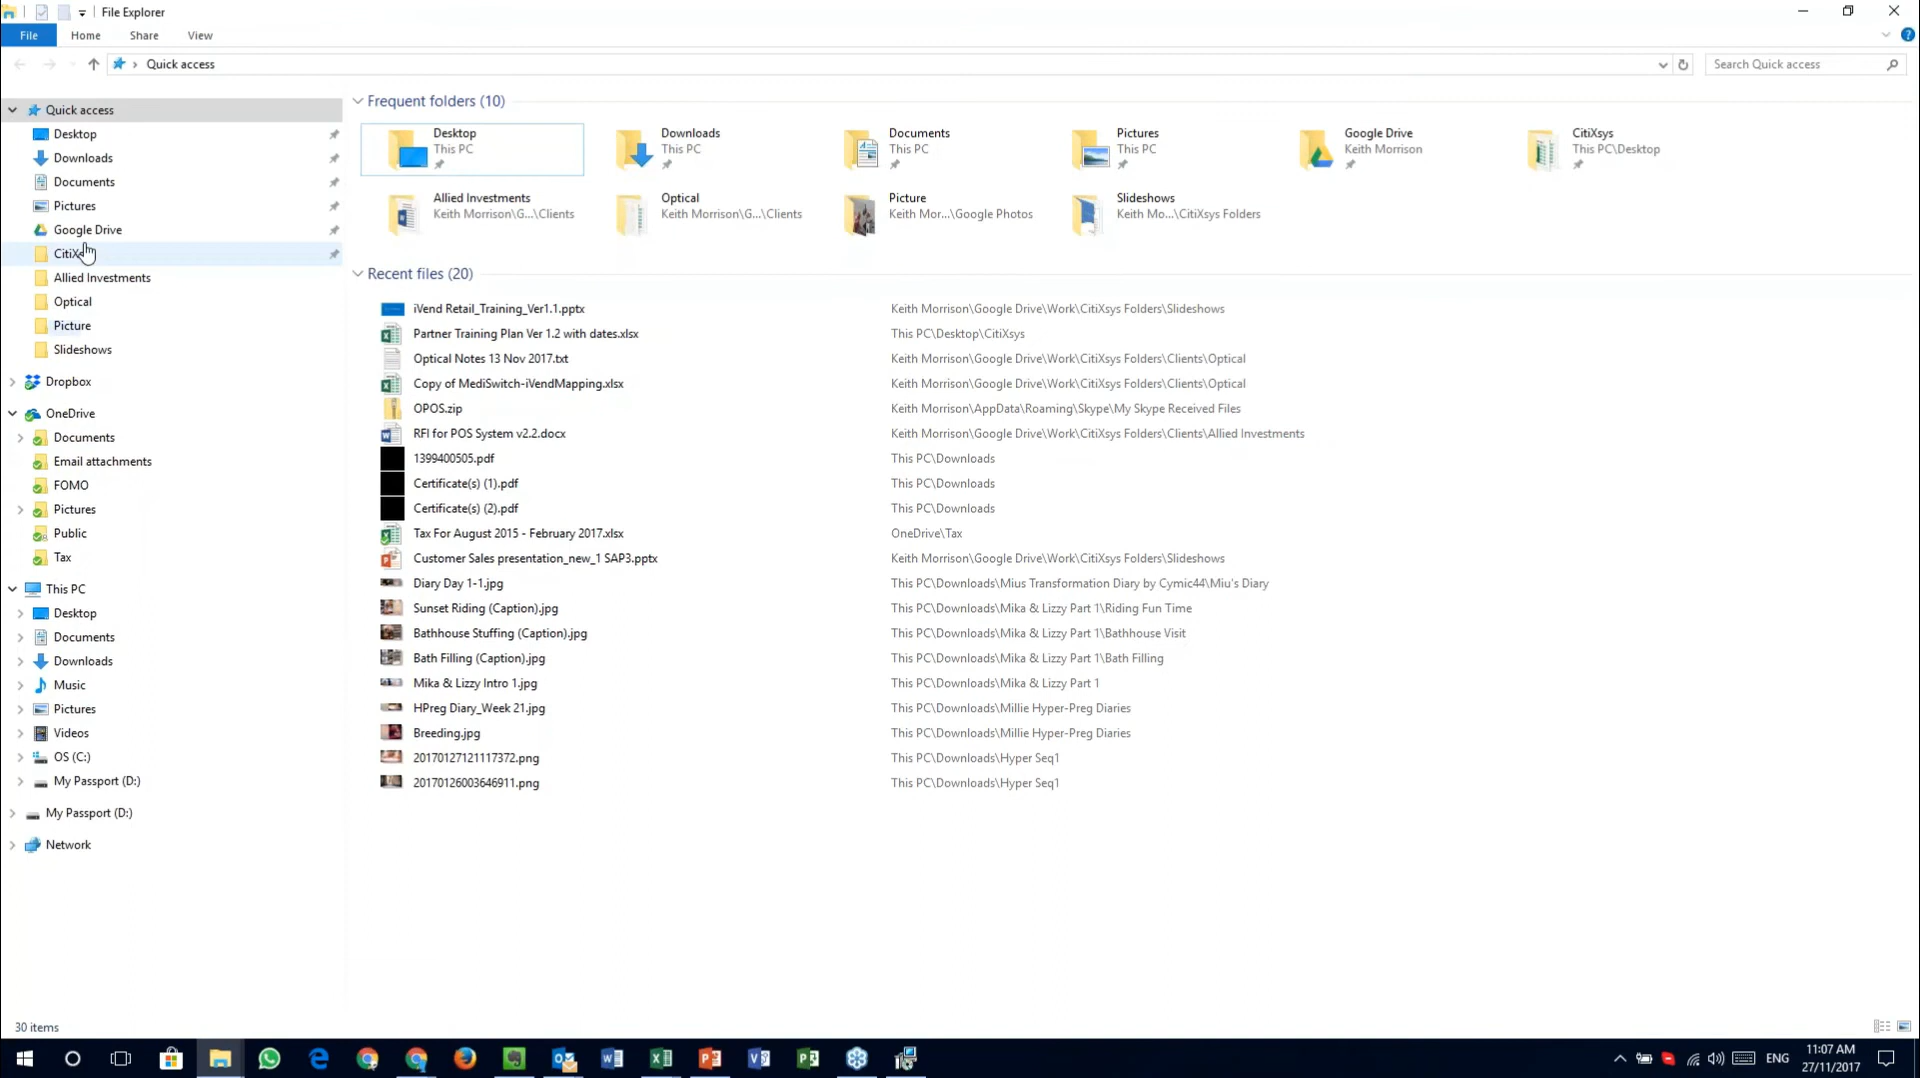 File Explorer
File Home Share View
Quick access
Search Quick access
Quick access
Desktop
Downloads
Documents
Pictures
Google Drive
Allied Investments
Optical
Picture
Slideshows
Dropbox
OneDrive
Documents
Email attachments
FOMO
Pictures
Public
Tax
This PC
Desktop
Documents
Downloads
Music
Pictures
Videos
OS (C:)
My Passport (D:)
My Passport (D:)
Network
Frequent folders (10)
Desktop
This PC
Downloads
This PC
Documents
This PC
Pictures
This PC
Google Drive
Keith Morrison
CitiXsys
This PC\Desktop
Allied Investments
Keith Morrison\G...\Clients
Optical
Keith Morrison\G...\Clients
Picture
Keith Mor...\Google Photos
Slideshows
Keith Mo...\CitiXsys Folders
Recent files (20)
iVend Retail_Training_Ver1.1.pptx Keith Morrison\Google Drive\Work\CitiXsys Folders\Slideshows
Partner Training Plan Ver 1.2 with dates.xlsx This PC\Desktop\CitiXsys
Optical Notes 13 Nov 2017.txt Keith Morrison\Google Drive\Work\CitiXsys Folders\Clients\Optical
Copy of MediSwitch-iVendMapping.xlsx Keith Morrison\Google Drive\Work\CitiXsys Folders\Clients\Optical
OPOS.zip Keith Morrison\AppData\Roaming\Skype\My Skype Received Files
RFI for POS System v2.2.docx Keith Morrison\Google Drive\Work\CitiXsys Folders\Clients\Allied Investments
1399400505.pdf This PC\Downloads
Certificate(s) (1).pdf This PC\Downloads
Certificate(s) (2).pdf This PC\Downloads
Tax For August 2015 - February 2017.xlsx OneDrive\Tax
Customer Sales presentation_new_1 SAP3.pptx Keith Morrison\Google Drive\Work\CitiXsys Folders\Slideshows
Diary Day 1-1.jpg This PC\Downloads\Mius Transformation Diary by Cymic44\Miu's Diary
Sunset Riding (Caption).jpg This PC\Downloads\Mika & Lizzy Part 1\Riding Fun Time
Bathhouse Stuffing (Caption).jpg This PC\Downloads\Mika & Lizzy Part 1\Bathhouse Visit
Bath Filling (Caption).jpg This PC\Downloads\Mika & Lizzy Part 1\Bath Filling
Mika & Lizzy Intro 1.jpg This PC\Downloads\Mika & Lizzy Part 1
HPreg Diary_Week 21.jpg This PC\Downloads\Millie Hyper-Preg Diaries
Breeding.jpg This PC\Downloads\Millie Hyper-Preg Diaries
20170127121117372.png This PC\Downloads\Hyper Seq1
20170126003646911.png This PC\Downloads\Hyper Seq1
30 items
ENG
11:07 AM
27/11/2017